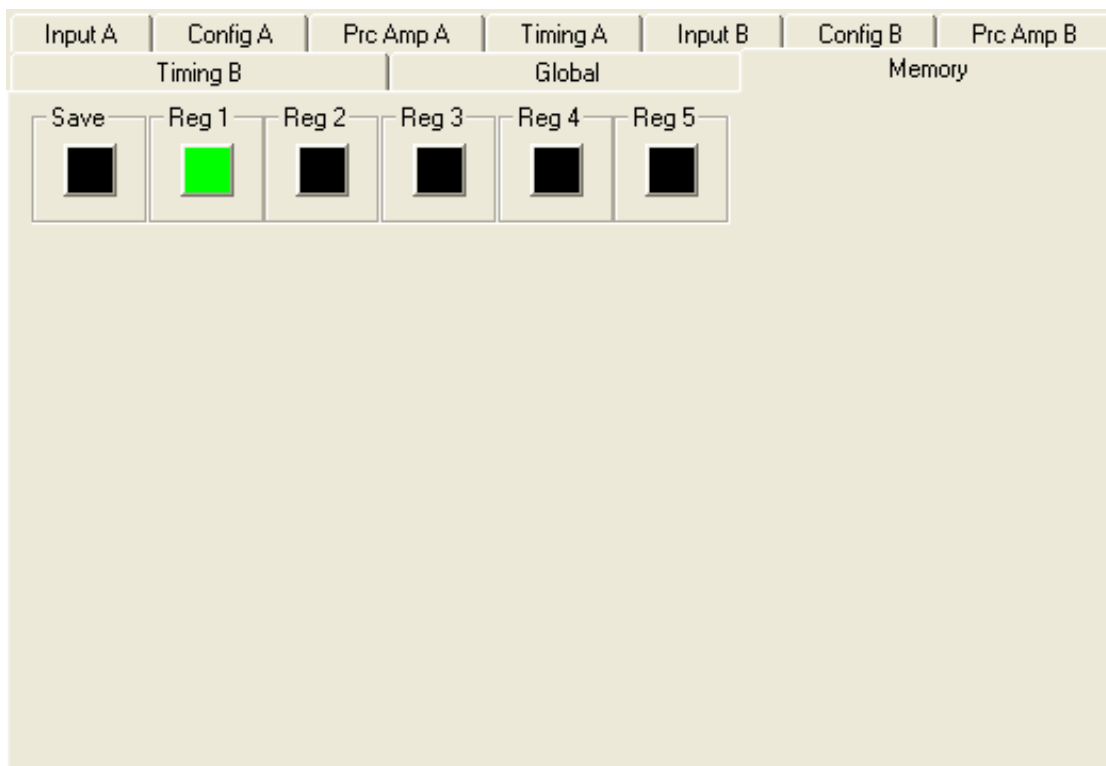 Input A Config A Prc Amp A Timing A Input B Config B Prc Amp B
Timing B Global Memory
Save Reg 1 Reg 2 Reg 3 Reg 4 Reg 5